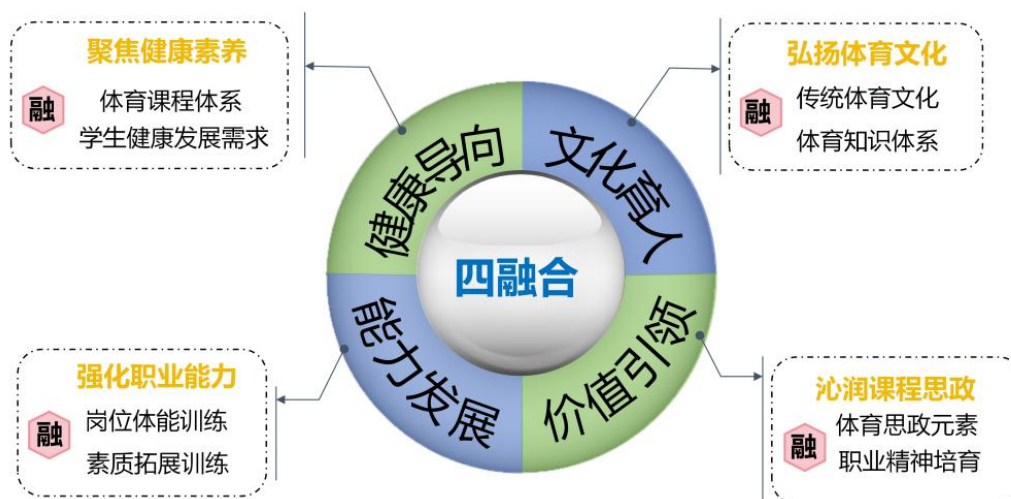 聚焦健康素养
融
体育课程体系
学生健康发展需求
弘扬体育文化
融
传统体育文化
体育知识体系
健康导向
文化育人
四融合
能力发展
价值引领
强化职业能力
融
岗位体能训练
素质拓展训练
沁润课程思政
融
体育思政元素
职业精神培育